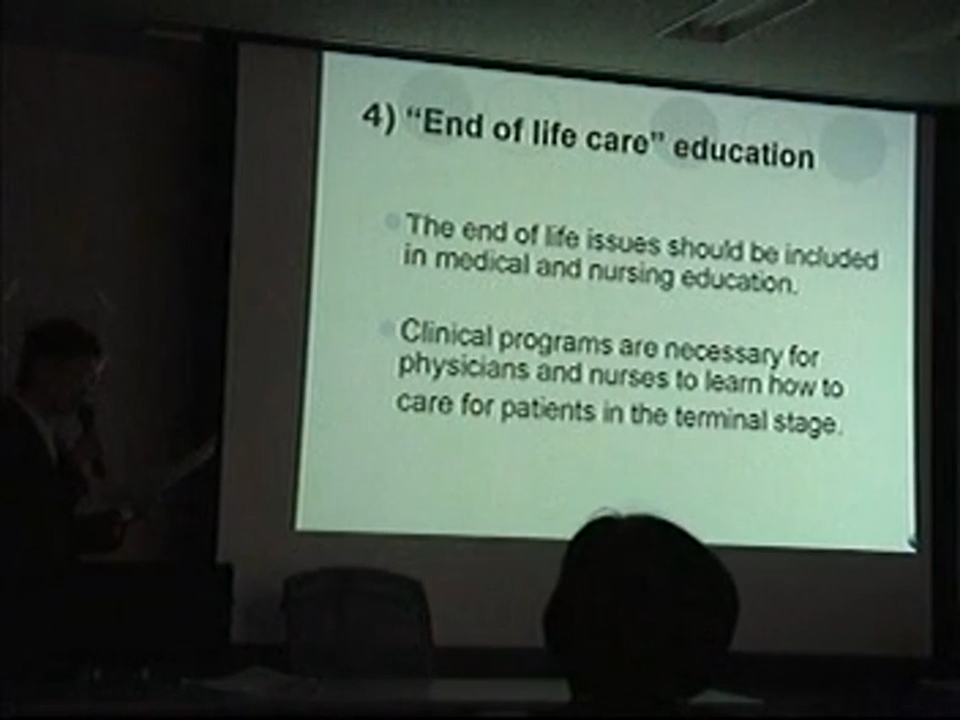 4) “End of life care” education
The end of life issues should be included
in medical and nursing education.
Clinical programs are necessary for
physicians and nurses to learn how to
care for patients in the terminal stage.